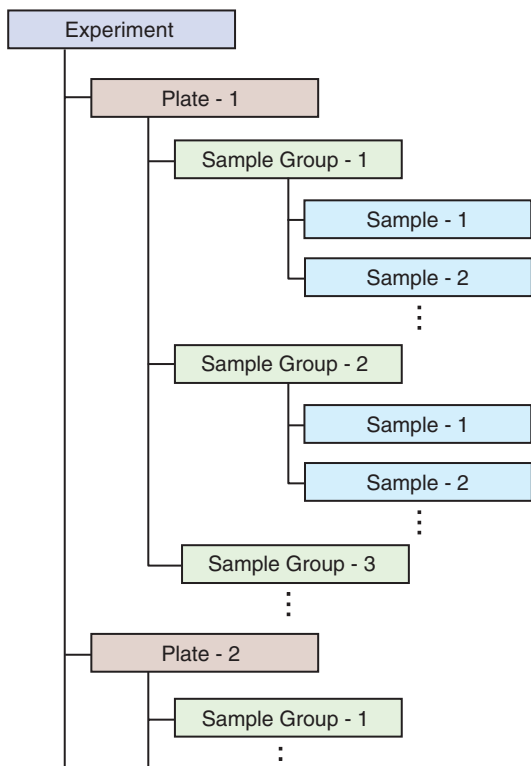 Experiment
Plate - 1
Sample Group - 1
Sample - 1
Sample - 2
Sample Group - 2
Sample - 1
Sample - 2
Sample Group - 3
Plate - 2
Sample Group - 1